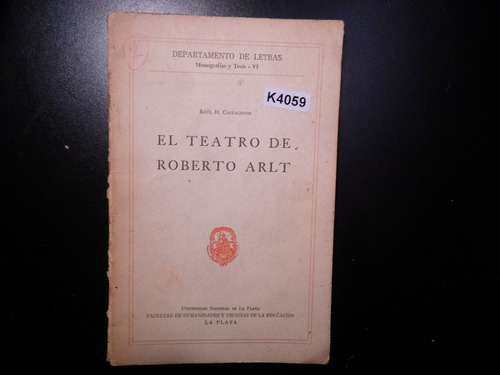 DEPARTAMENTO DE LETRAS
Monografías y Tesis - VI
K4059
RAÚL H. CASTAGNINO
EL TEATRO DE
ROBERTO ARLT
UNIVERSIDAD NACIONAL DE LA PLATA
FACULTAD DE HUMANIDADES Y CIENCIAS DE LA EDUCACIÓN
LA PLATA